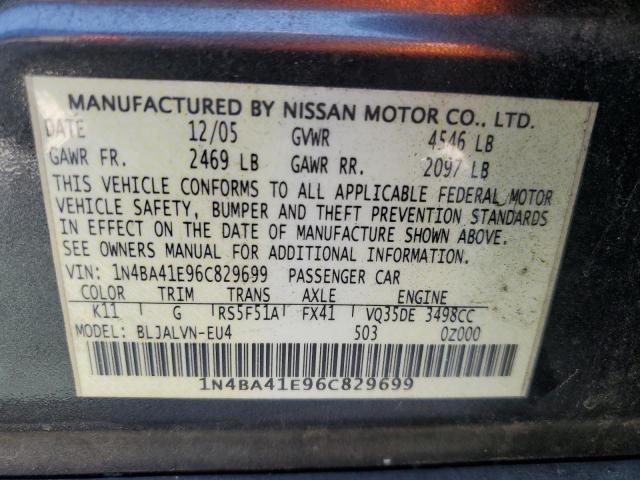 MANUFACTURED BY NISSAN MOTOR CO., LTD.
DATE 12/05 GVWR 4546 LB
GAWR FR. 2469 LB GAWR RR. 2097 LB
THIS VEHICLE CONFORMS TO ALL APPLICABLE FEDERAL MOTOR
VEHICLE SAFETY, BUMPER AND THEFT PREVENTION STANDARDS
IN EFFECT ON THE DATE OF MANUFACTURE SHOWN ABOVE.
SEE OWNERS MANUAL FOR ADDITIONAL INFORMATION.
VIN: 1N4BA41E96C829699 PASSENGER CAR
COLOR TRIM TRANS AXLE ENGINE
K11 G RS5F51A FX41 VQ35DE 3498CC
MODEL: BLJALVN-EU4 503 0Z000
1N4BA41E96C829699